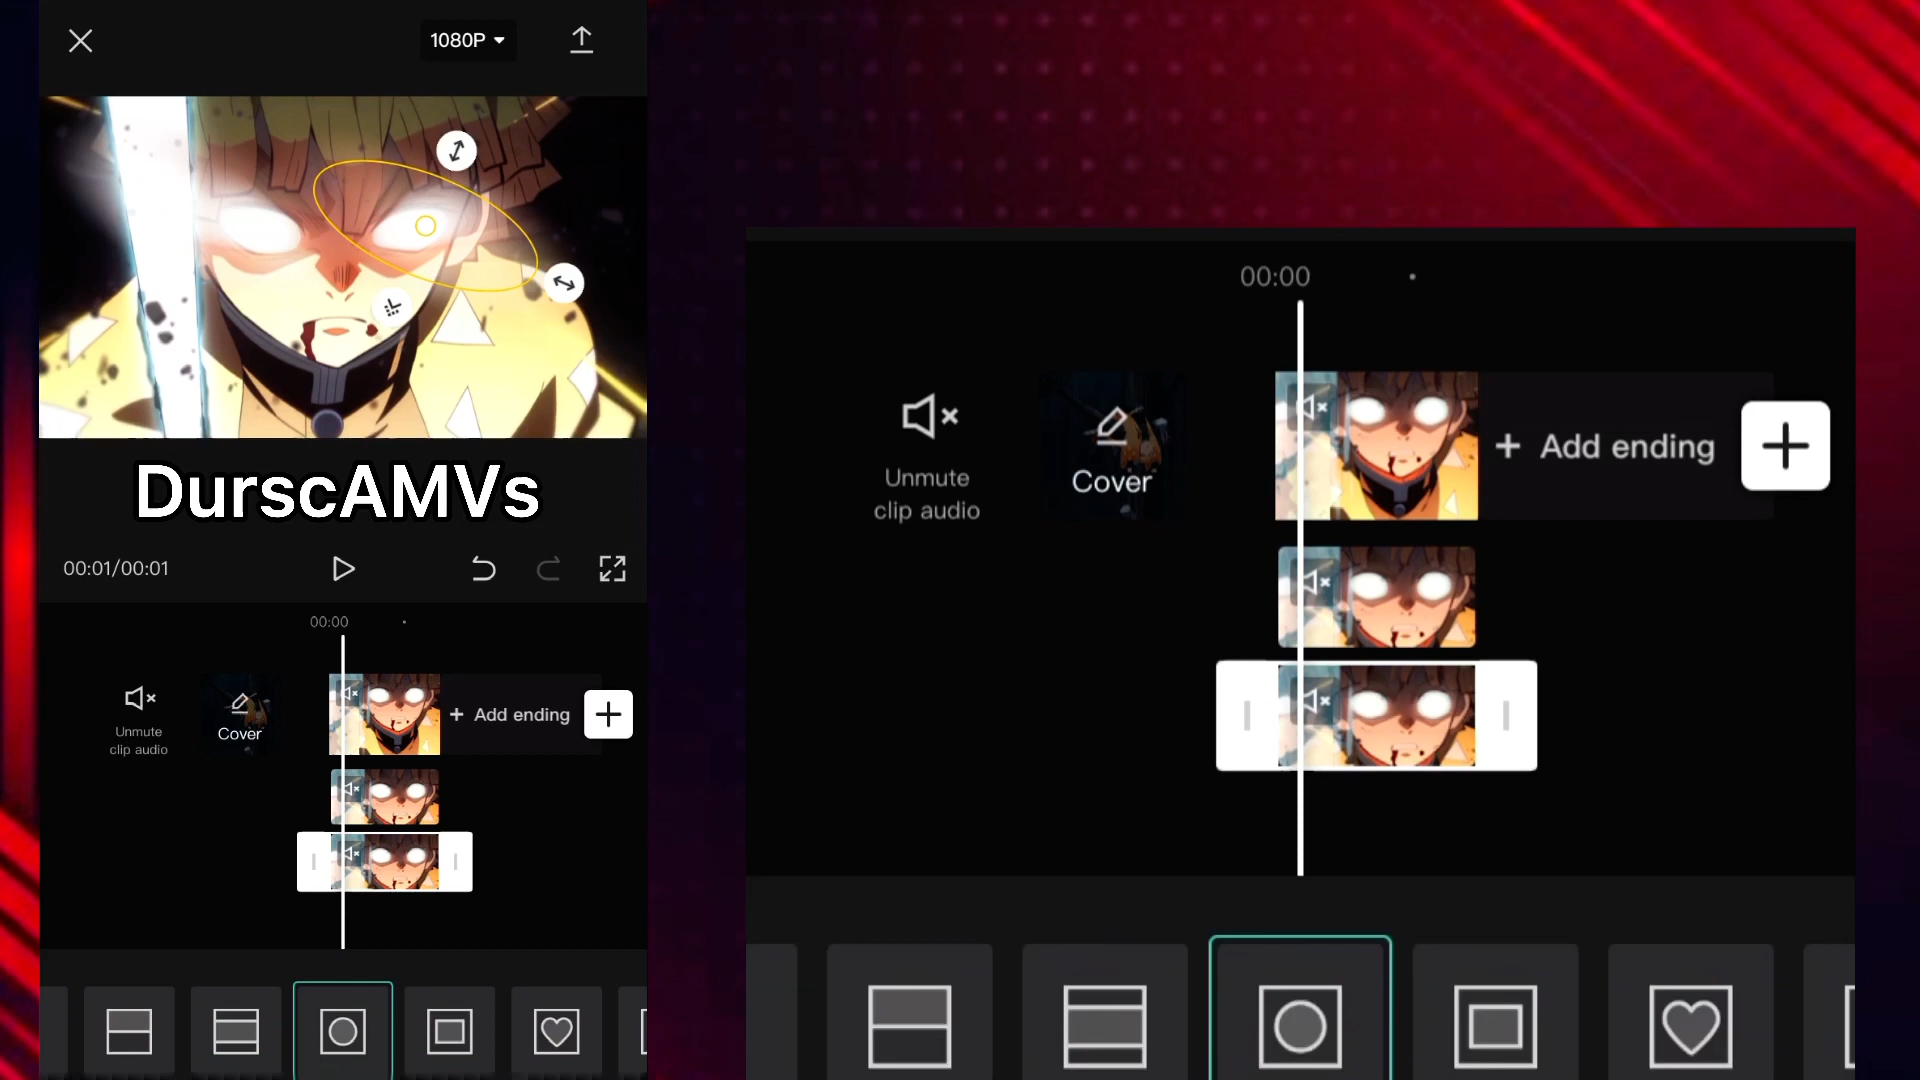 1080P
DurscAMVs
00:01/00:01
00:00
Unmute
clip audio
Cover
+ Add ending
00:00
Unmute
clip audio
Cover
+ Add ending